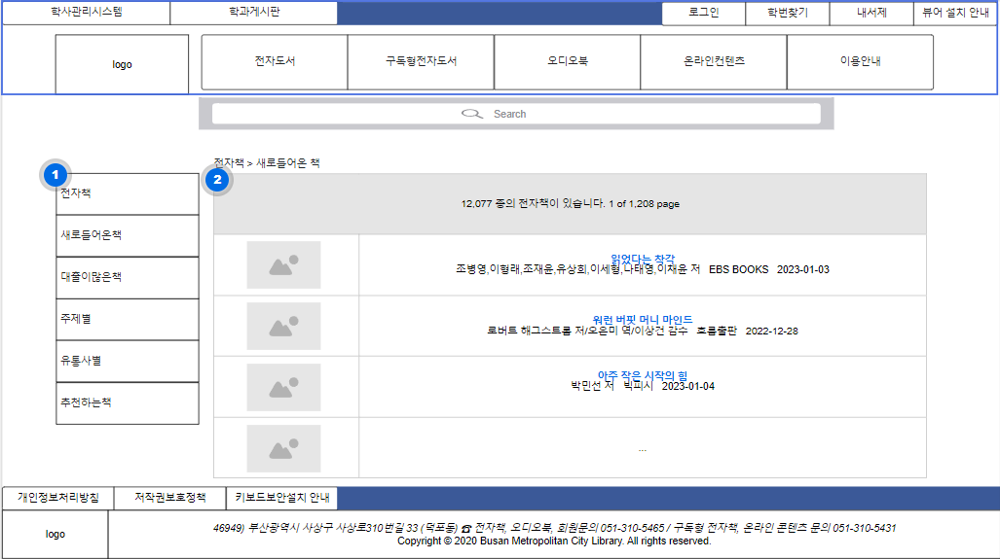 학사관리시스템
학과게시판
로그인
학번찾기
내서제
뷰어 설치 안내
logo
전자도서
구독형전자도서
오디오북
온라인컨텐츠
이용안내
Search
전자책 > 새로들어온 책
1
2
전자책
새로들어온책
대출이많은책
주제별
유통사별
추천하는책
12,077 종의 전자책이 있습니다. 1 of 1,208 page
읽었다는 착각
조병영,이형래,조재윤,유상희,이세형,나태영,이채윤 저 EBS BOOKS 2023-01-03
워런 버핏 머니 마인드
로버트 해그스트롬 저/오은미 역/이상건 감수 흐름출판 2022-12-28
아주 작은 시작의 힘
박민선 저 빅피시 2023-01-04
...
개인정보처리방침
저작권보호정책
키보드보안설치 안내
logo
46949) 부산광역시 사상구 사상로310번길 33 (덕포동) ☎ 전자책, 오디오북, 회원문의 051-310-5465 / 구독형 전자책, 온라인 콘텐츠 문의 051-310-5431
Copyright © 2020 Busan Metropolitan City Library. All rights reserved.